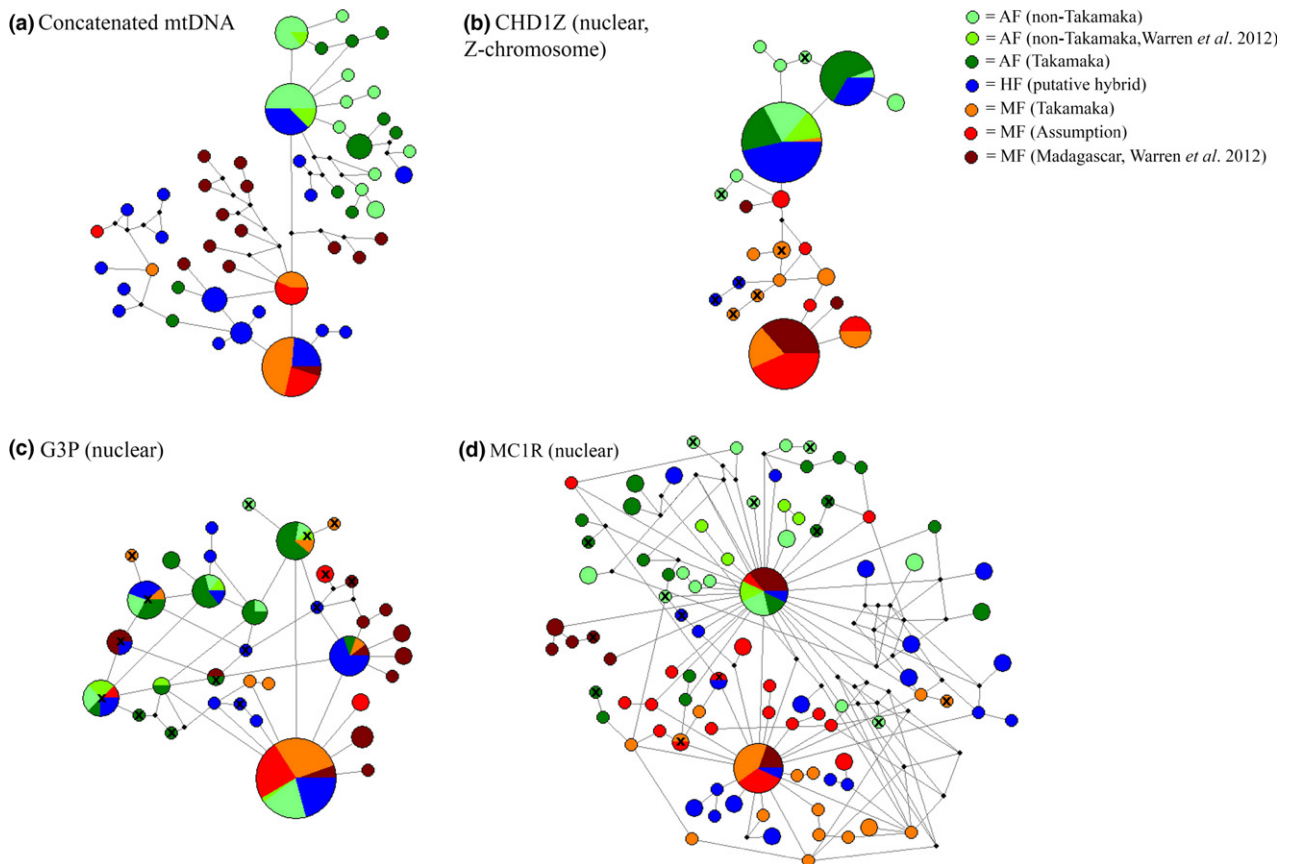 (a) Concatenated mtDNA
(b) CHD1Z (nuclear,
Z-chromosome)
= AF (non-Takamaka)
= AF (non-Takamaka,Warren et al. 2012)
= AF (Takamaka)
= HF (putative hybrid)
= MF (Takamaka)
= MF (Assumption)
= MF (Madagascar, Warren et al. 2012)
(c) G3P (nuclear)
(d) MC1R (nuclear)